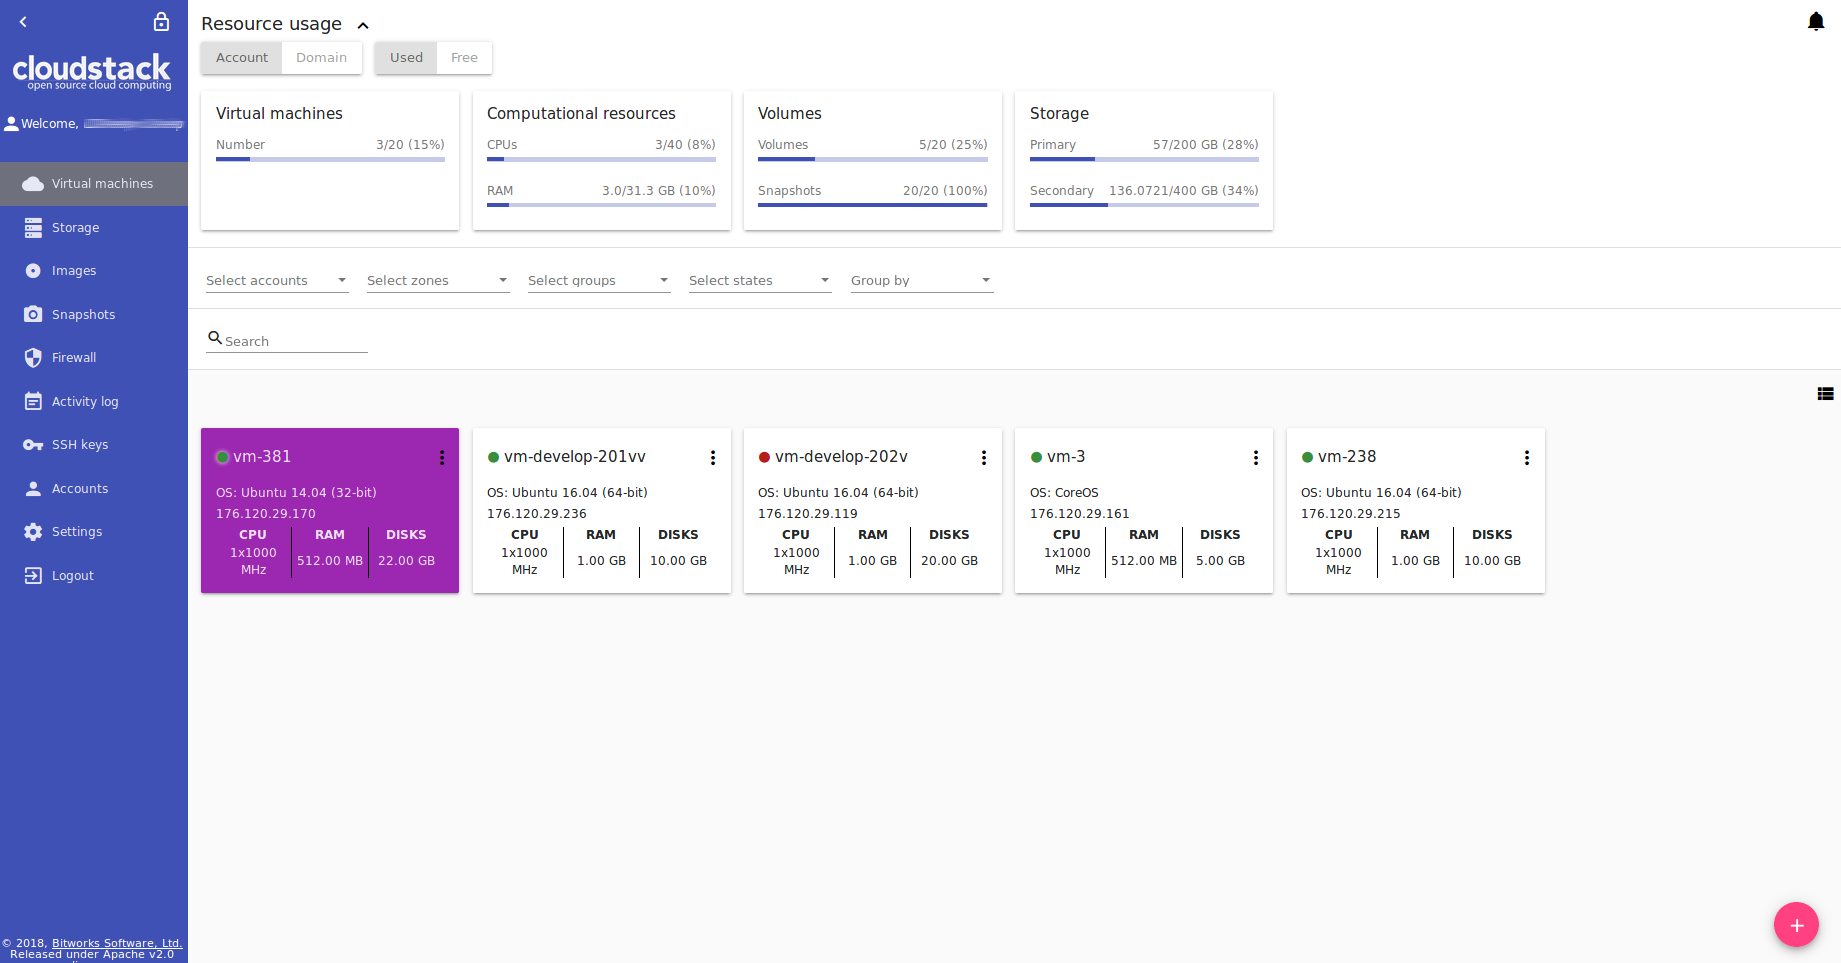 Resource usage
Account Domain Used Free
cloudstack
open source cloud computing
Welcome,
Virtual machines
Storage
Images
Snapshots
Firewall
Activity log
SSH keys
Accounts
Settings
Logout
© 2018, Bitworks Software, Ltd.
Released under Apache v2.0
Virtual machines
Number 3/20 (15%)
Computational resources
CPUs 3/40 (8%)
RAM 3.0/31.3 GB (10%)
Volumes
Volumes 5/20 (25%)
Snapshots 20/20 (100%)
Storage
Primary 57/200 GB (28%)
Secondary 136.0721/400 GB (34%)
Select accounts Select zones Select groups Select states Group by
Search
vm-381
OS: Ubuntu 14.04 (32-bit)
176.120.29.170
CPU RAM DISKS
1x1000 MHz 512.00 MB 22.00 GB
vm-develop-201vv
OS: Ubuntu 16.04 (64-bit)
176.120.29.236
CPU RAM DISKS
1x1000 MHz 1.00 GB 10.00 GB
vm-develop-202v
OS: Ubuntu 16.04 (64-bit)
176.120.29.119
CPU RAM DISKS
1x1000 MHz 1.00 GB 20.00 GB
vm-3
OS: CoreOS
176.120.29.161
CPU RAM DISKS
1x1000 MHz 512.00 MB 5.00 GB
vm-238
OS: Ubuntu 16.04 (64-bit)
176.120.29.215
CPU RAM DISKS
1x1000 MHz 1.00 GB 10.00 GB